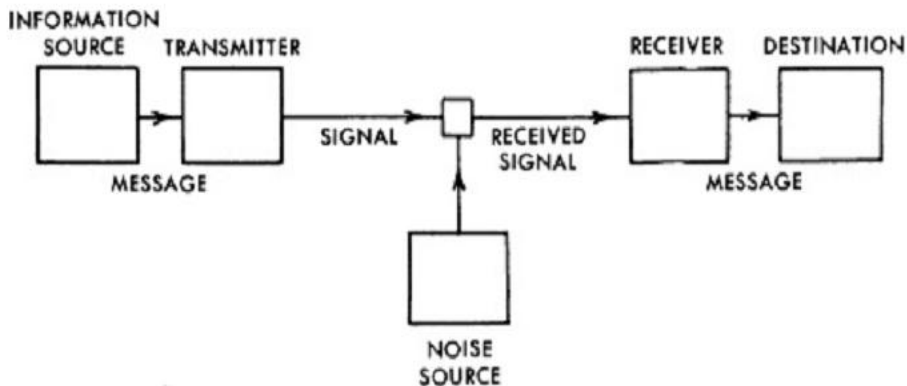 INFORMATION
SOURCE
TRANSMITTER
RECEIVER
DESTINATION
SIGNAL
RECEIVED
SIGNAL
MESSAGE
MESSAGE
NOISE
SOURCE